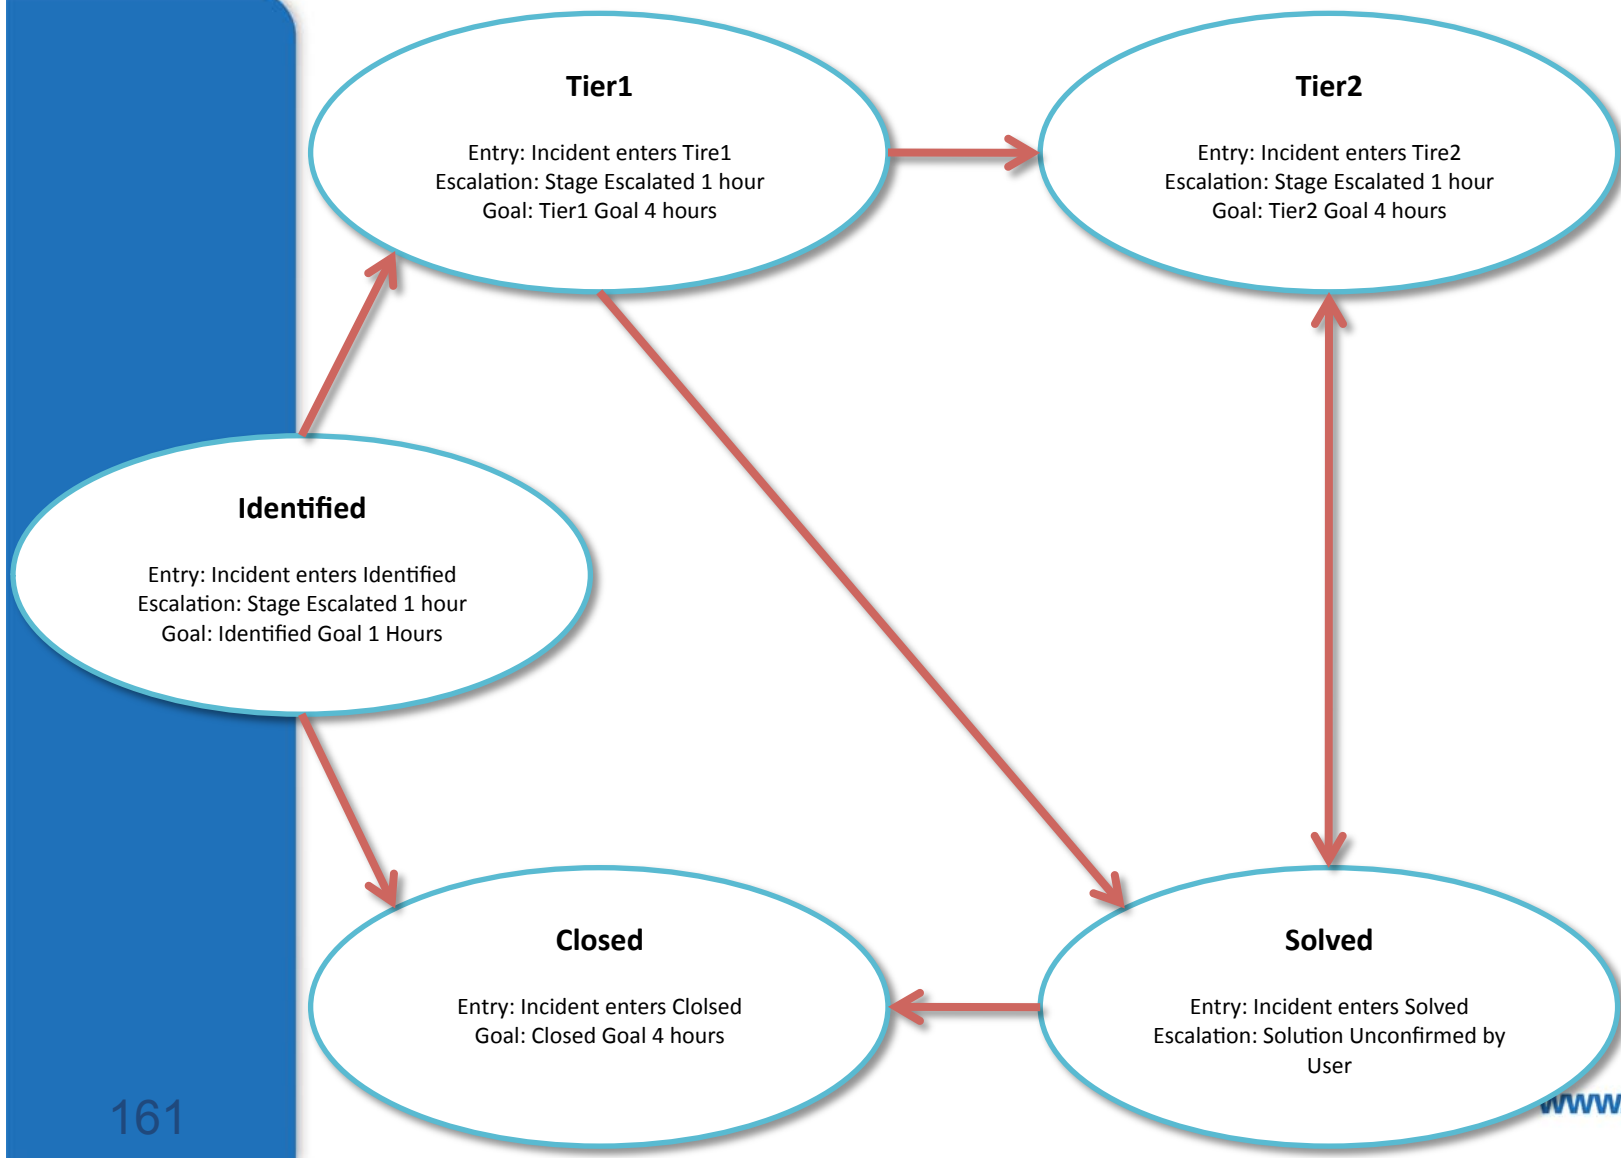 Tier1
Entry: Incident enters Tire1
Escalation: Stage Escalated 1 hour
Goal: Tier1 Goal 4 hours
Tier2
Entry: Incident enters Tire2
Escalation: Stage Escalated 1 hour
Goal: Tier2 Goal 4 hours
Identified
Entry: Incident enters Identified
Escalation: Stage Escalated 1 hour
Goal: Identified Goal 1 Hours
Closed
Entry: Incident enters Clolsed
Goal: Closed Goal 4 hours
Solved
Entry: Incident enters Solved
Escalation: Solution Unconfirmed by
User
161
www